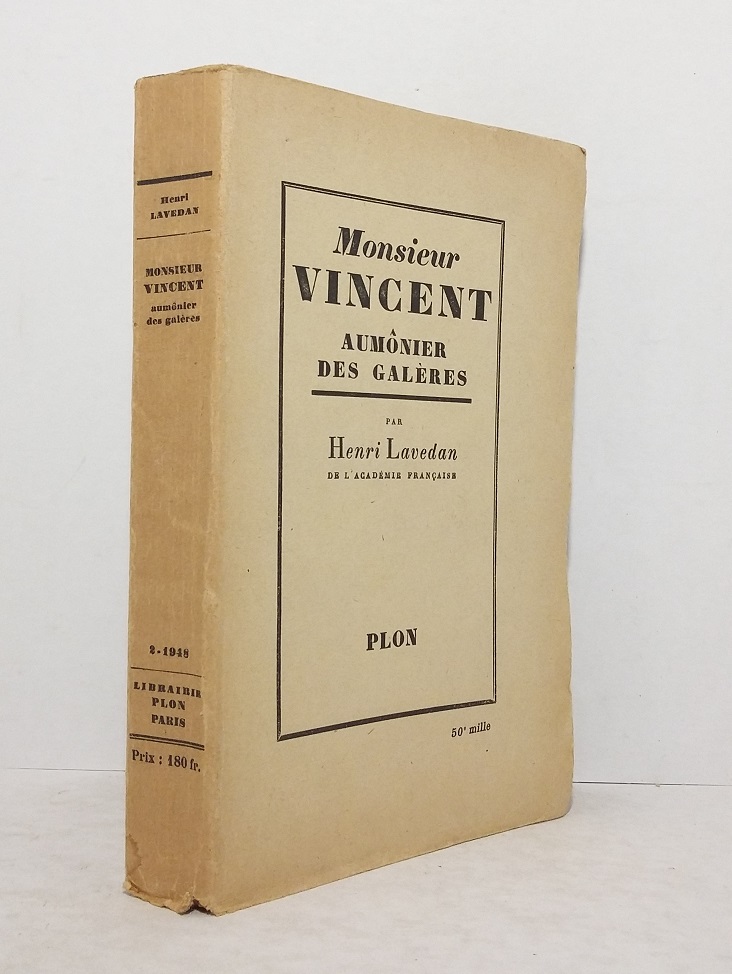 Henri
LAVEDAN
MONSIEUR
VINCENT
aumônier
des galères
2-1948
LIBRAIRIE
PLON
PARIS
Prix : 180 fr.
Monsieur
VINCENT
AUMÔNIER
DES GALÈRES
PAR
Henri Lavedan
DE L'ACADÉMIE FRANÇAISE
PLON
50e mille